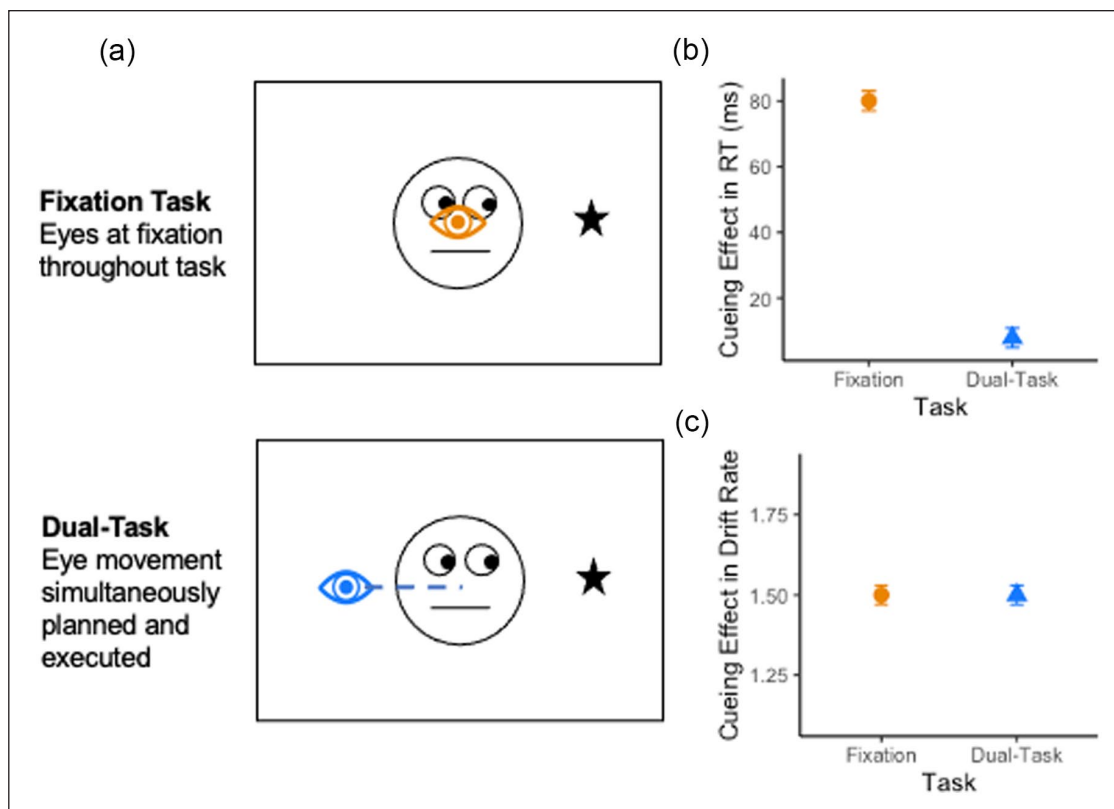 (a)
Fixation Task
Eyes at fixation
throughout task
Dual-Task
Eye movement
simultaneously
planned and
executed
(b)
Cueing Effect in RT (ms)
80
60
40
20
Fixation
Dual-Task
Task
(c)
Cueing Effect in Drift Rate
1.75
1.50
1.25
Fixation
Dual-Task
Task